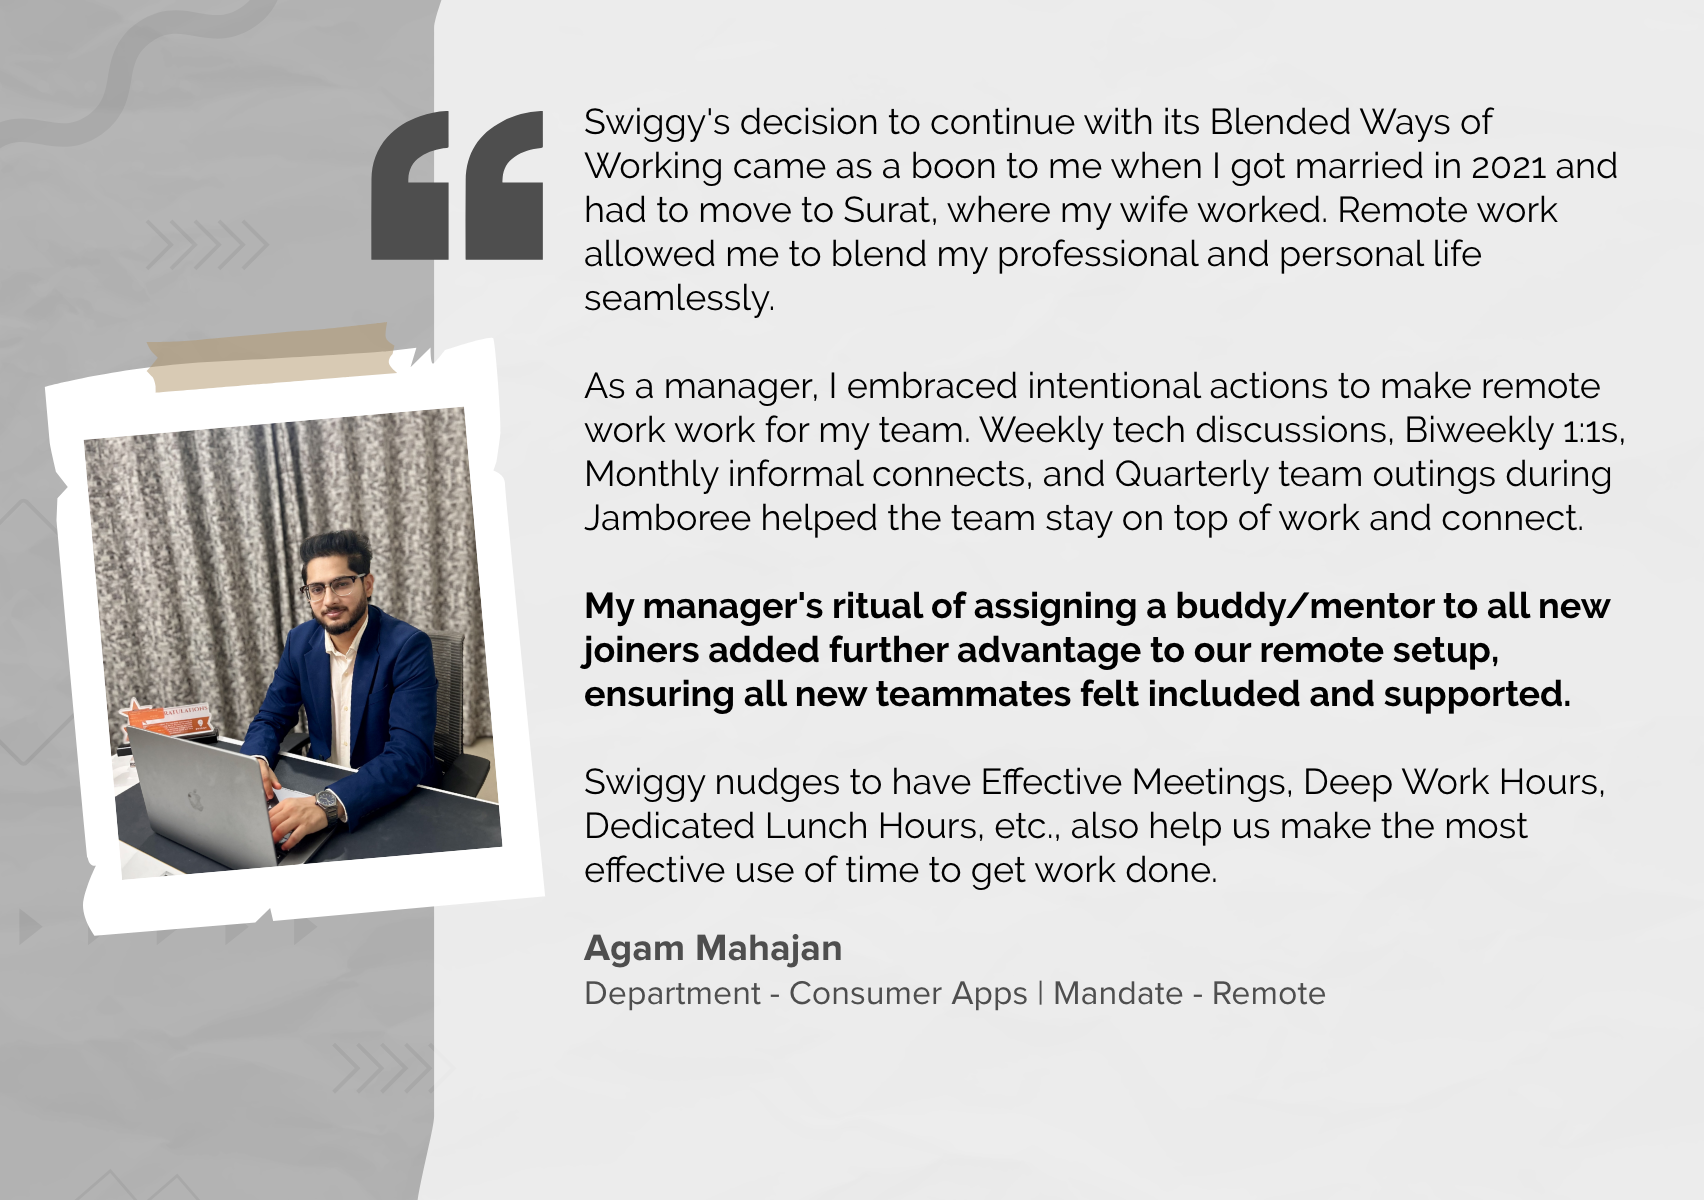 Swiggy's decision to continue with its Blended Ways of
Working came as a boon to me when I got married in 2021 and
had to move to Surat, where my wife worked. Remote work
allowed me to blend my professional and personal life
seamlessly.
As a manager, I embraced intentional actions to make remote
work work for my team. Weekly tech discussions, Biweekly 1:1s,
Monthly informal connects, and Quarterly team outings during
Jamboree helped the team stay on top of work and connect.
My manager's ritual of assigning a buddy/mentor to all new
joiners added further advantage to our remote setup,
ensuring all new teammates felt included and supported.
Swiggy nudges to have Effective Meetings, Deep Work Hours,
Dedicated Lunch Hours, etc., also help us make the most
effective use of time to get work done.
Agam Mahajan
Department - Consumer Apps | Mandate - Remote